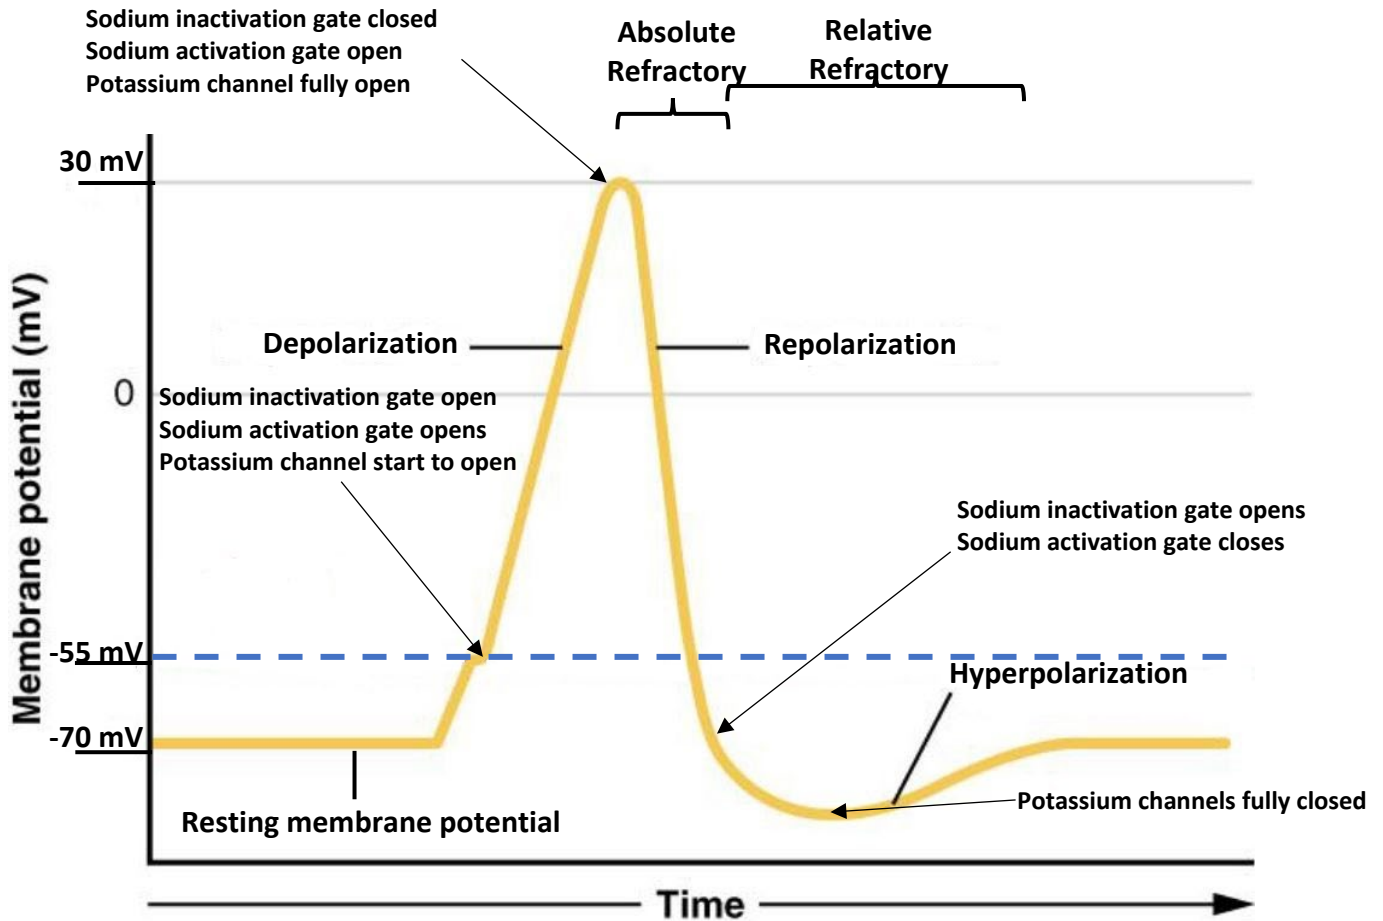 Sodium inactivation gate closed
Sodium activation gate open
Potassium channel fully open
Absolute
Refractory
Relative
Refractory
30 mV
Depolarization
Repolarization
0
Sodium inactivation gate open
Sodium activation gate opens
Potassium channel start to open
Sodium inactivation gate opens
Sodium activation gate closes
Membrane potential (mV)
-55 mV
Hyperpolarization
-70 mV
Potassium channels fully closed
Resting membrane potential
Time